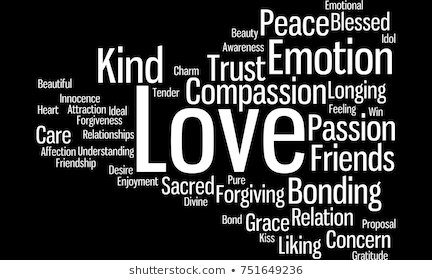 Emotional
Peace Blessed
Beauty
Idol
Awareness
Kind
Charm
Trust
Emotion
Beautiful
Tender
Compassion
Longing
Innocence
Heart
Attraction
Ideal
Feeling
Win
Forgiveness
Love
Passion
Care
Relationships
Affection
Understanding
Friends
Friendship
Desire
Enjoyment
Sacred
Pure
Bonding
Divine
Forgiving
Bond
Grace
Relation
Proposal
Kiss
Liking
Concern
Gratitude
shutterstock.com • 751649236